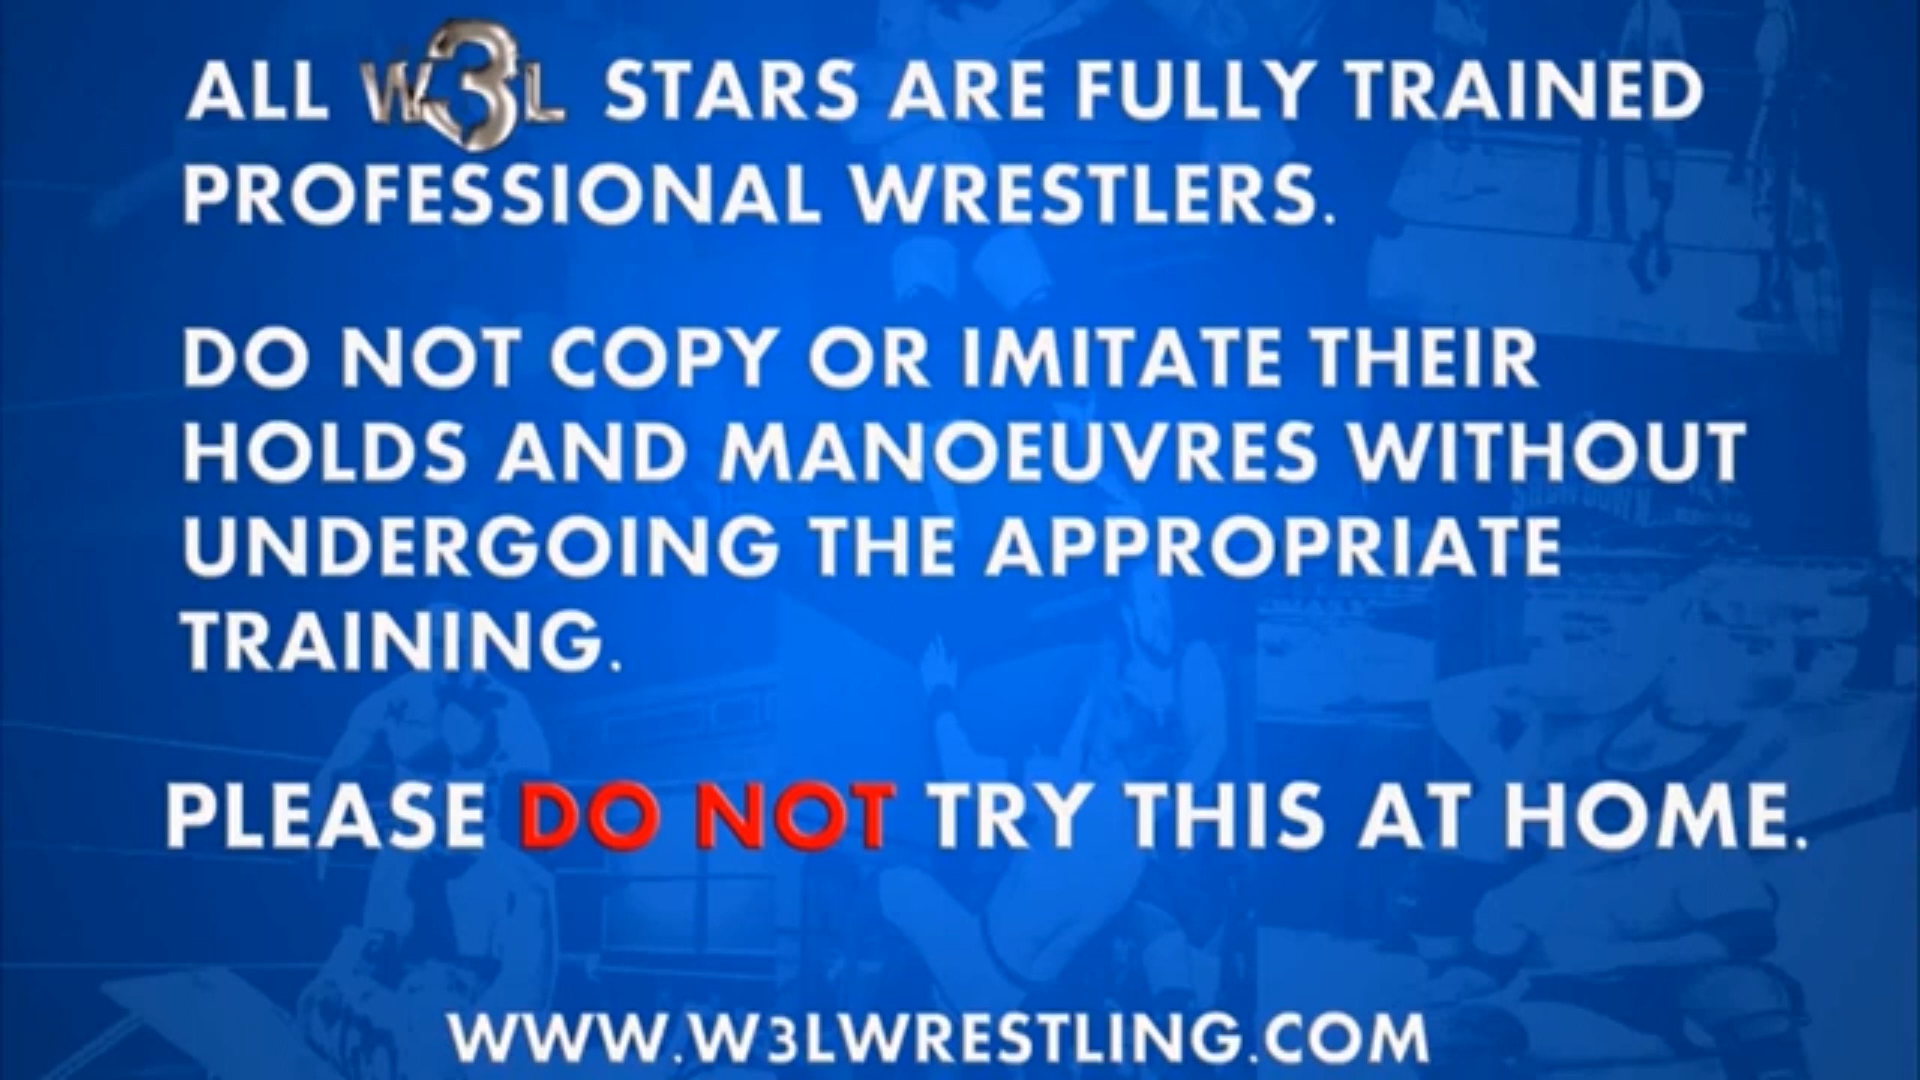 ALL W3L STARS ARE FULLY TRAINED
PROFESSIONAL WRESTLERS.
DO NOT COPY OR IMITATE THEIR
HOLDS AND MANOEUVRES WITHOUT
UNDERGOING THE APPROPRIATE
TRAINING.
PLEASE DO NOT TRY THIS AT HOME.
WWW.W3LWRESTLING.COM